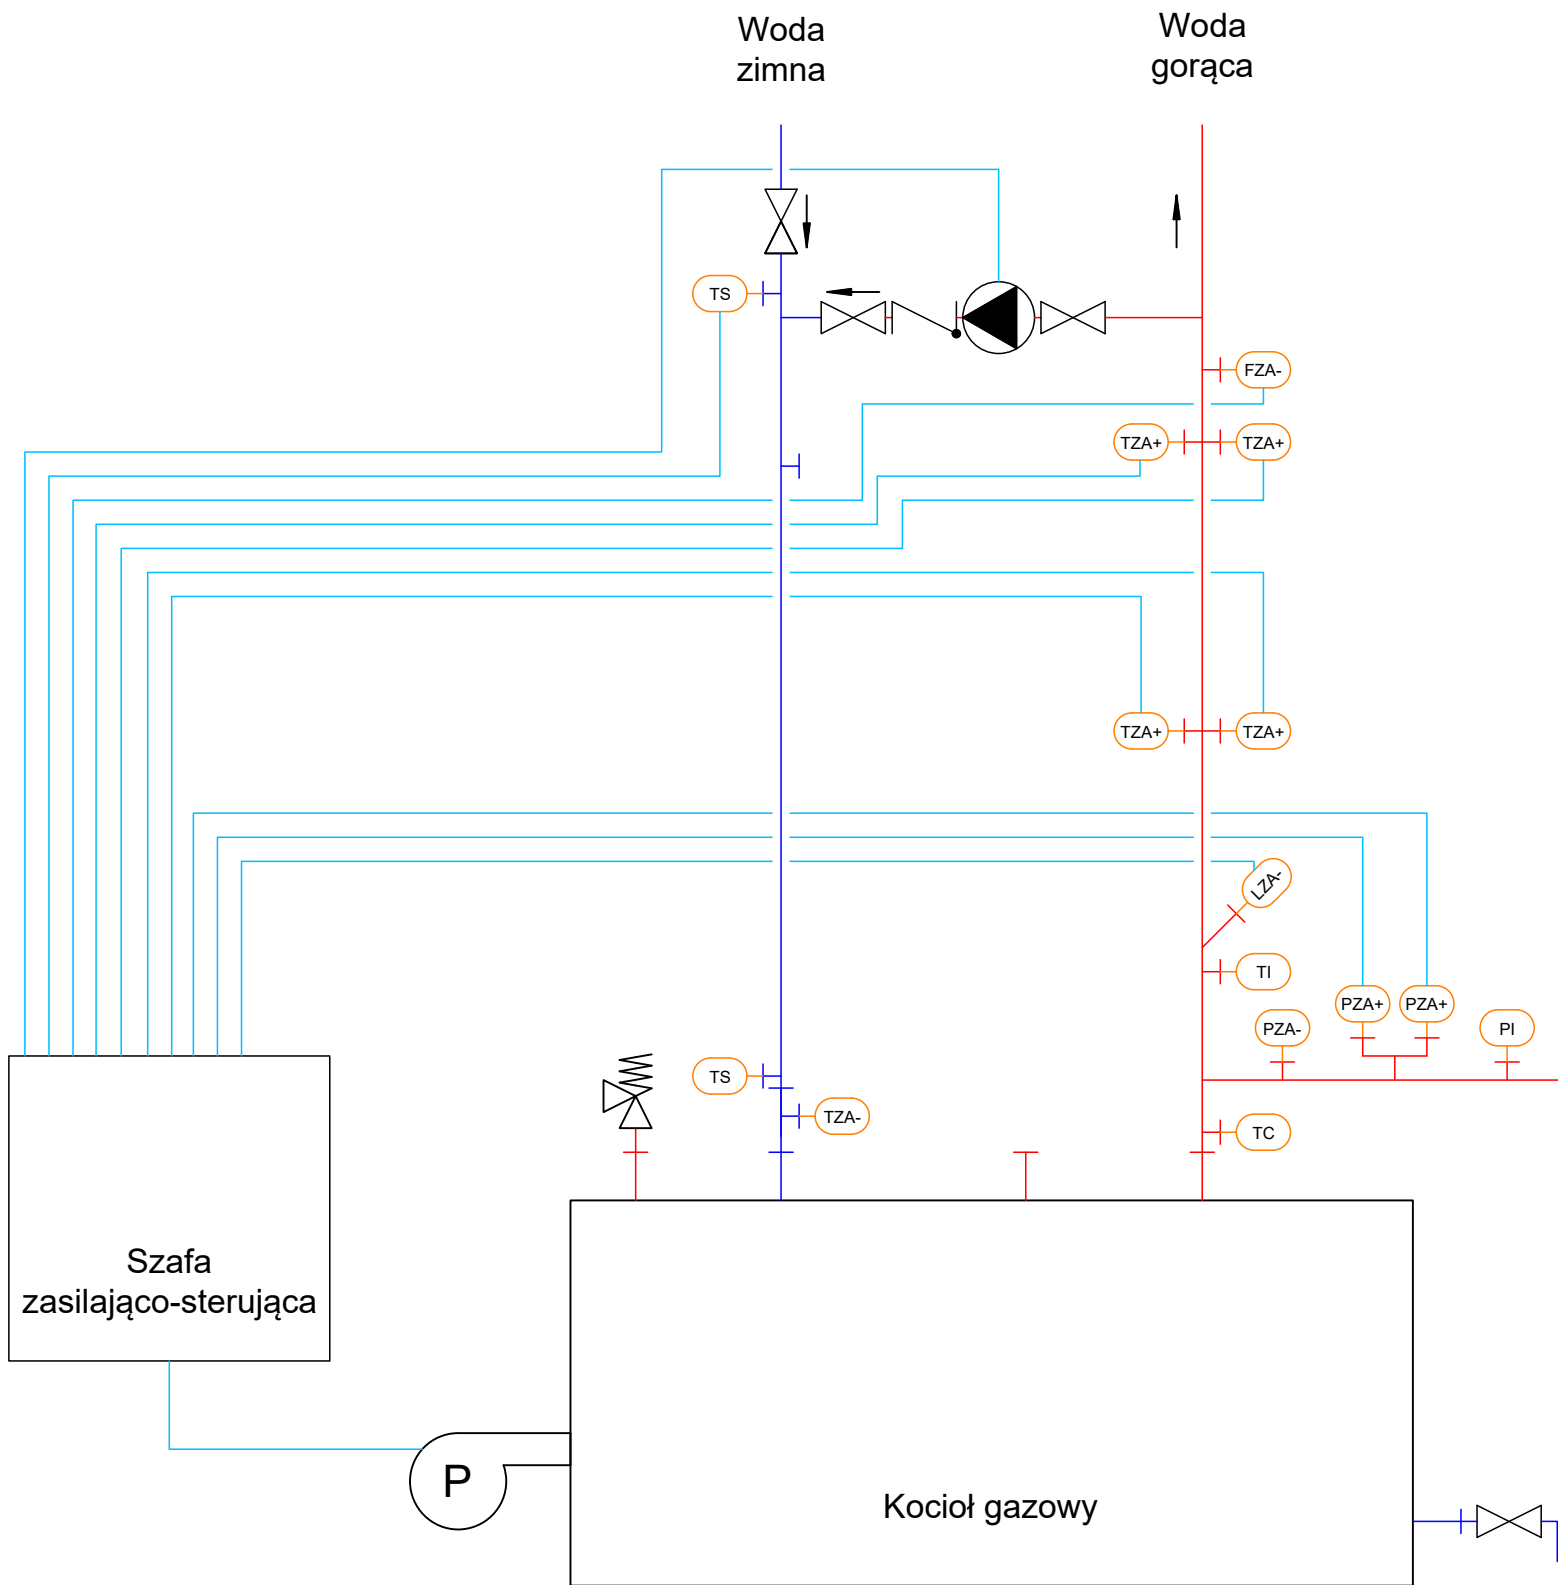 Woda
zimna
Woda
gorąca
TS
FZA-
TZA+
TZA+
TZA+
TZA+
LZA-
TI
PZA+
PZA+
PZA-
PI
TS
TZA-
TC
Szafa
zasilająco-sterująca
P
Kocioł gazowy